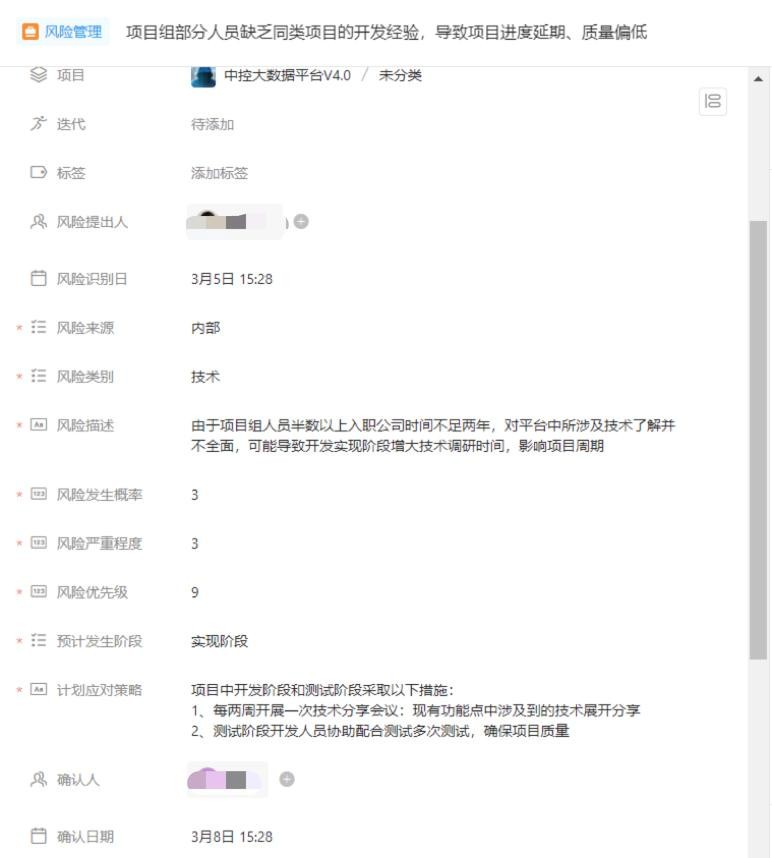 风险管理 项目组部分人员缺乏同类项目的开发经验，导致项目进度延期、质量偏低
项目 中控大数据平台V4.0 / 未分类
迭代 待添加
标签 添加标签
风险提出人
风险识别日 3月5日 15:28
* 风险来源 内部
* 风险类别 技术
* 风险描述 由于项目组人员半数以上入职公司时间不足两年，对平台中所涉及技术了解并
不全面，可能导致开发实现阶段增大技术调研时间，影响项目周期
* 风险发生概率 3
* 风险严重程度 3
* 风险优先级 9
* 预计发生阶段 实现阶段
* 计划应对策略 项目中开发阶段和测试阶段采取以下措施：
1、每两周开展一次技术分享会议：现有功能点中涉及到的技术展开分享
2、测试阶段开发人员协助配合测试多次测试，确保项目质量
确认人
确认日期 3月8日 15:28